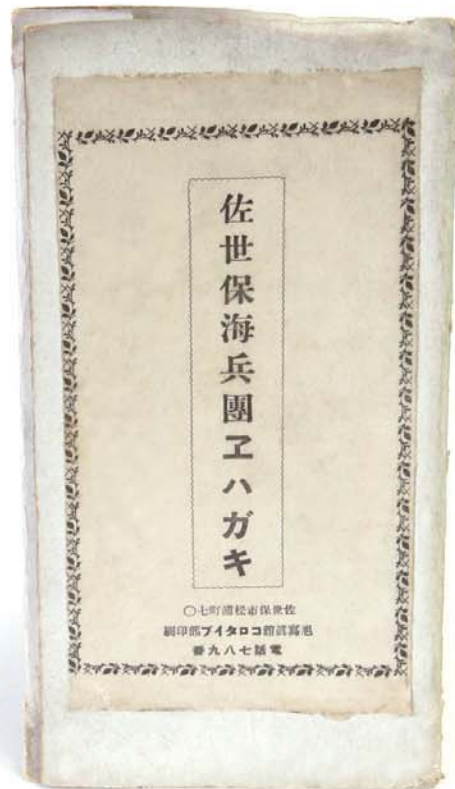 佐世保海兵團ヱハガキ
佐世保市松浦町七〇
寫眞館コロタイプ部印刷
電話七八九番